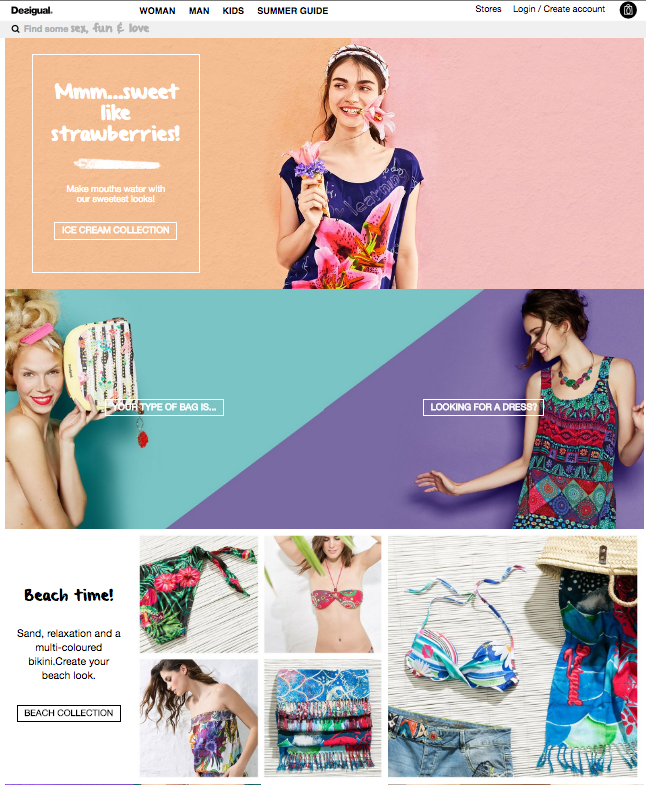 Desigual.
WOMAN MAN KIDS SUMMER GUIDE
Stores Login / Create account
Find some sex, fun & love
Mmm...sweet
like
strawberries!
Make mouths water with
our sweetest looks!
ICE CREAM COLLECTION
YOUR TYPE OF BAG IS...
LOOKING FOR A DRESS?
Beach time!
Sand, relaxation and a
multi-coloured
bikini.Create your
beach look.
BEACH COLLECTION